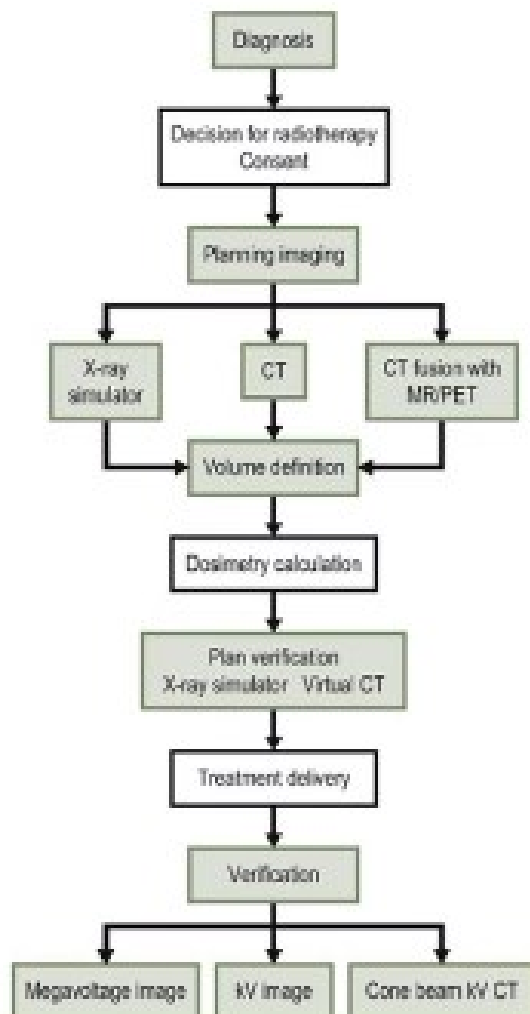 Diagnosis
Decision for radiotherapy
Consent
Planning imaging
X-ray
simulator
CT
CT fusion with
MR/PET
Volume definition
Dosimetry calculation
Plan verification
X-ray simulator Virtual CT
Treatment delivery
Verification
Megavoltage image
kV image
Cone beam kV CT